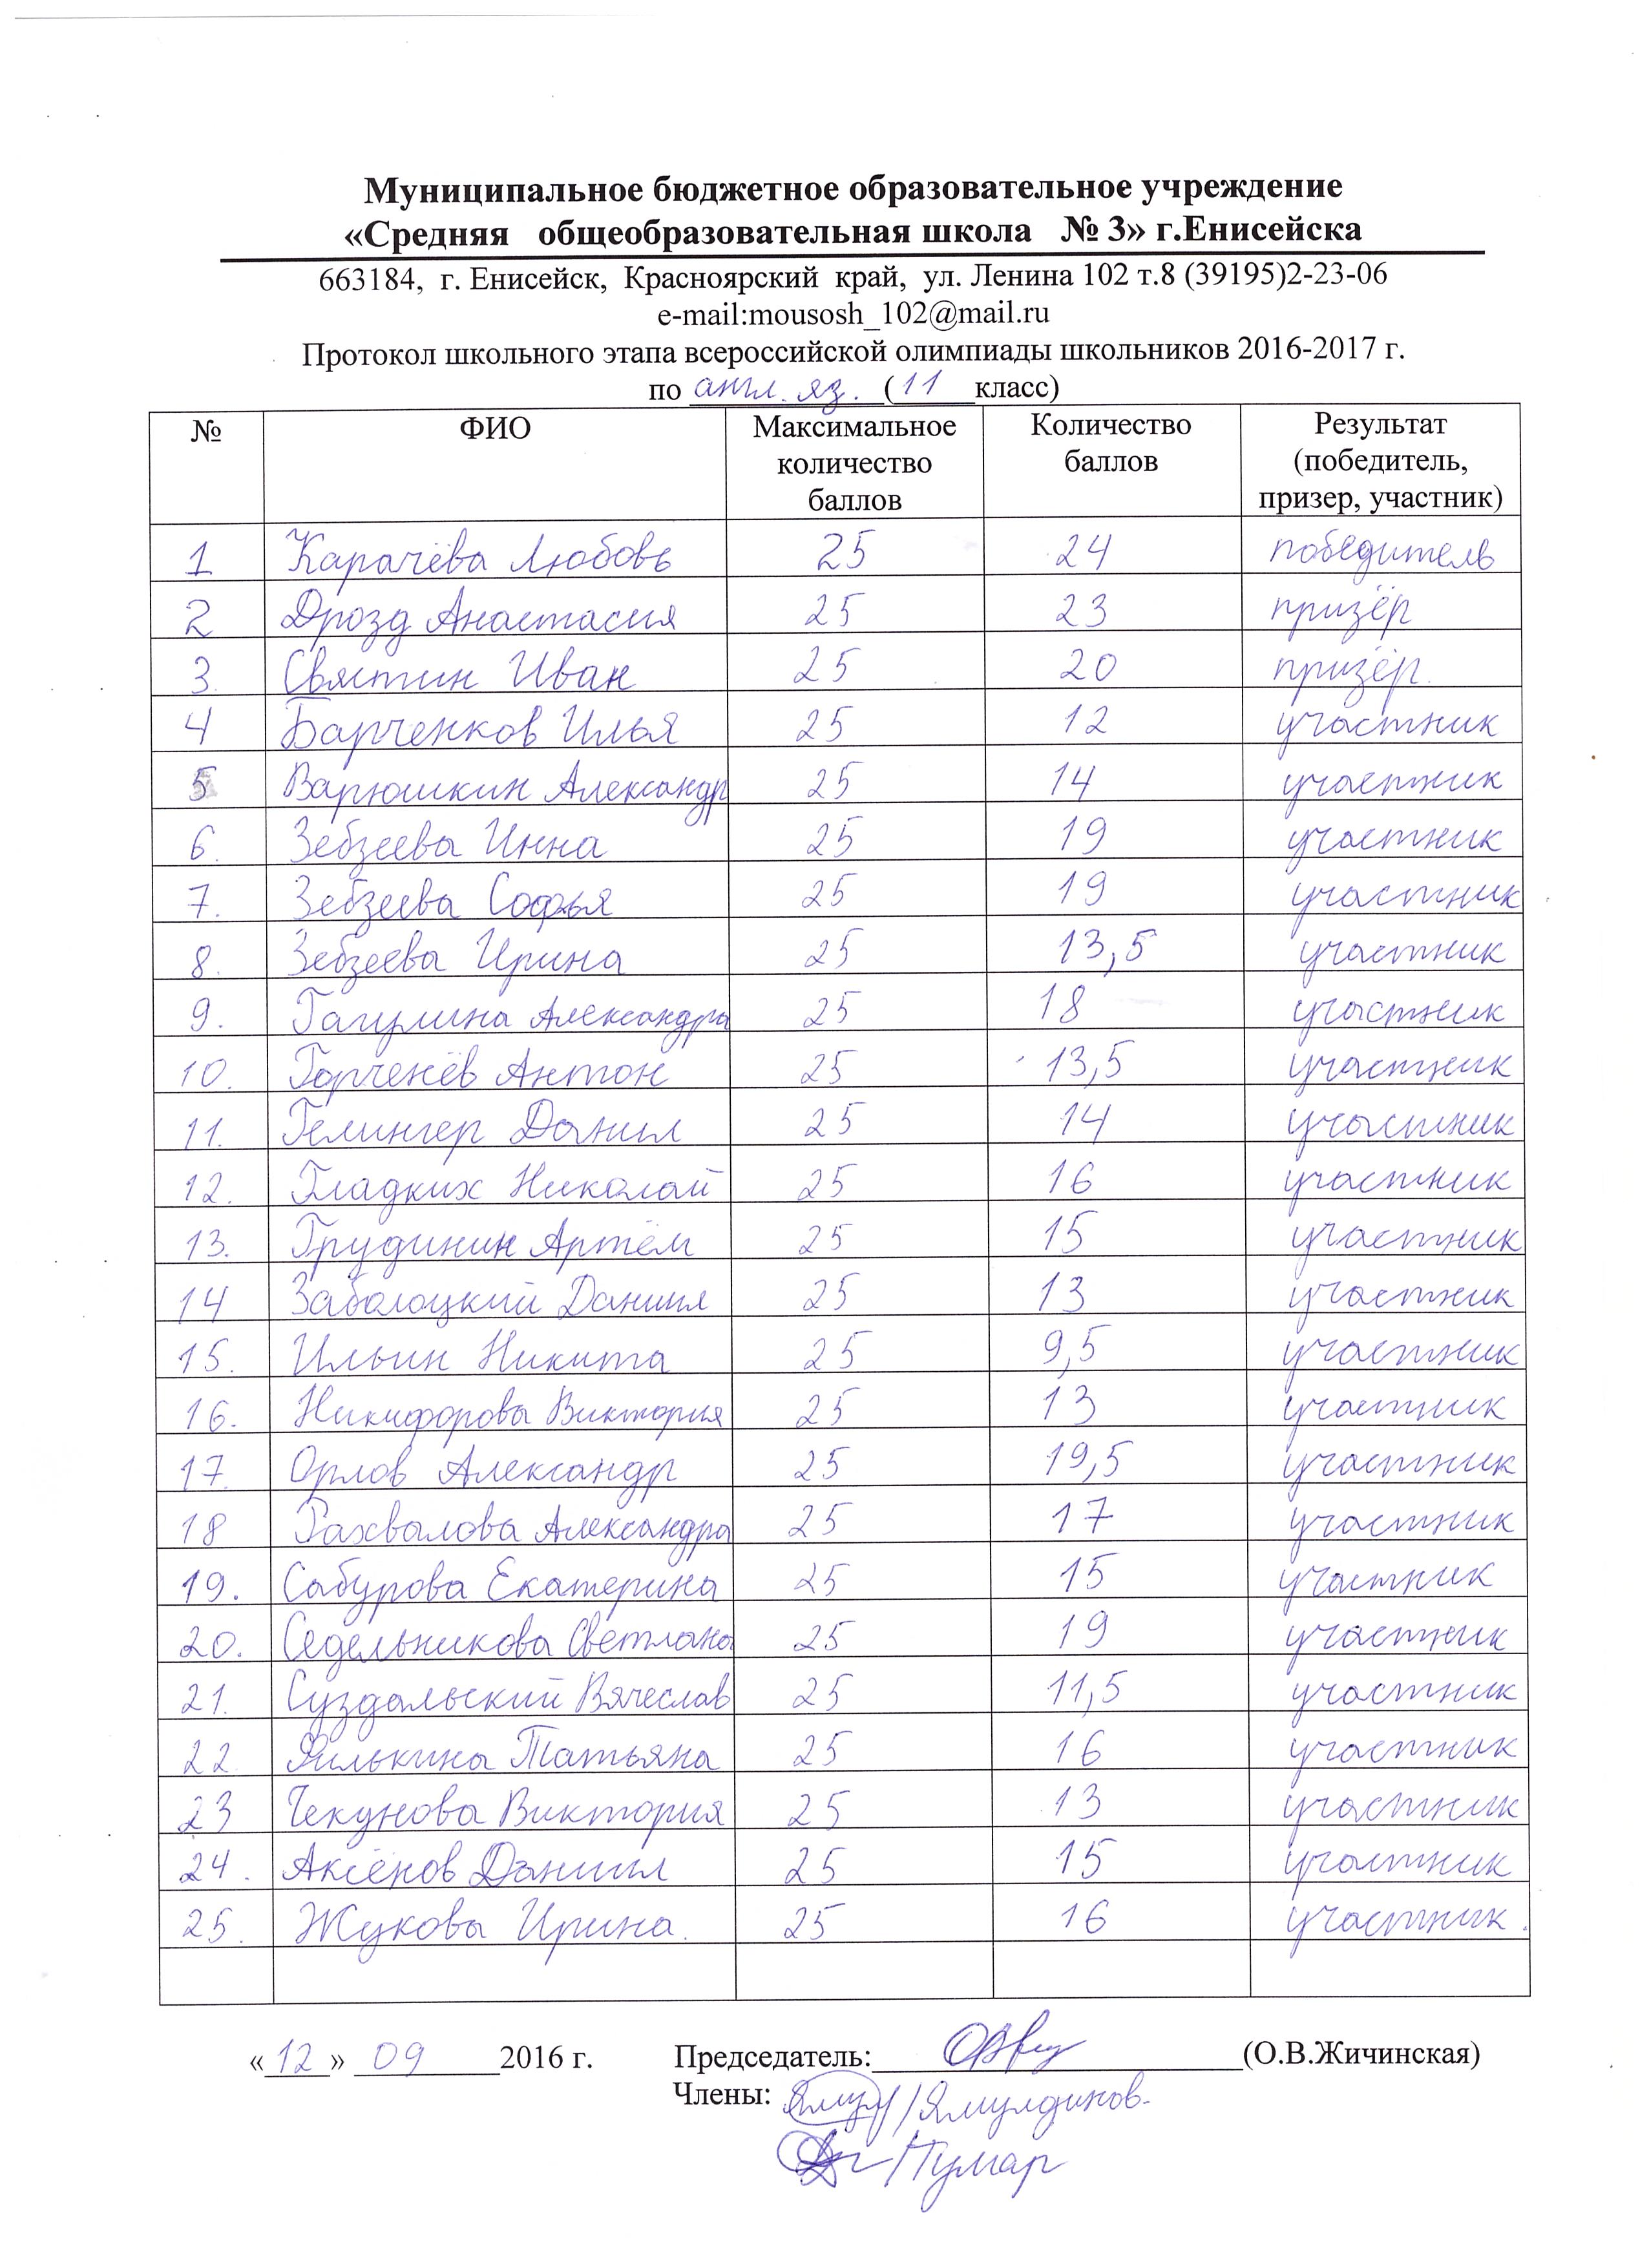 Муниципальное бюджетное образовательное учреждение
«Средняя общеобразовательная школа № 3» г.Енисейска
663184, г. Енисейск, Красноярский край, ул. Ленина 102 т.8 (39195)2-23-06
e-mail:mousosh_102@mail.ru
Протокол школьного этапа всероссийской олимпиады школьников 2016-2017 г.
по англ. яз. (11 класс)
№ ФИО Максимальное количество баллов Количество баллов Результат (победитель, призер, участник)
1 Карачёва Любовь 25 24 победитель
2 Дрозд Анастасия 25 23 призёр
3. Святтин Иван 25 20 призёр.
4 Барченков Илья 25 12 участник
5 Варюшкин Александр 25 14 участник
6. Зебзеева Инна 25 19 участник
7. Зебзеева Софья 25 19 участник
8. Зебзеева Ирина 25 13,5 участник
9. Гагулина Александра 25 18 участник
10. Горченёв Антон 25 13,5 участник
11. Гелингер Данил 25 14 участник
12. Гладких Николай 25 16 участник
13. Грудинин Артём 25 15 участник
14 Заболоцкий Даниил 25 13 участник
15. Ильин Никита 25 9,5 участник
16. Никифорова Виктория 25 13 участник
17. Орлов Александр 25 19,5 участник
18 Рахвалова Александра 25 17 участник
19. Сабурова Екатерина 25 15 участник
20. Седельникова Светлана 25 19 участник
21. Суздальский Вячеслав 25 11,5 участник
22. Филькина Татьяна 25 16 участник
23 Чекунова Виктория 25 13 участник
24. Аксёнов Даниил 25 15 участник
25. Жукова Ирина. 25 16 участник.
«12» 09 2016 г. Председатель: (О.В.Жичинская)
Члены: /Ямулдинов.
/Тумар